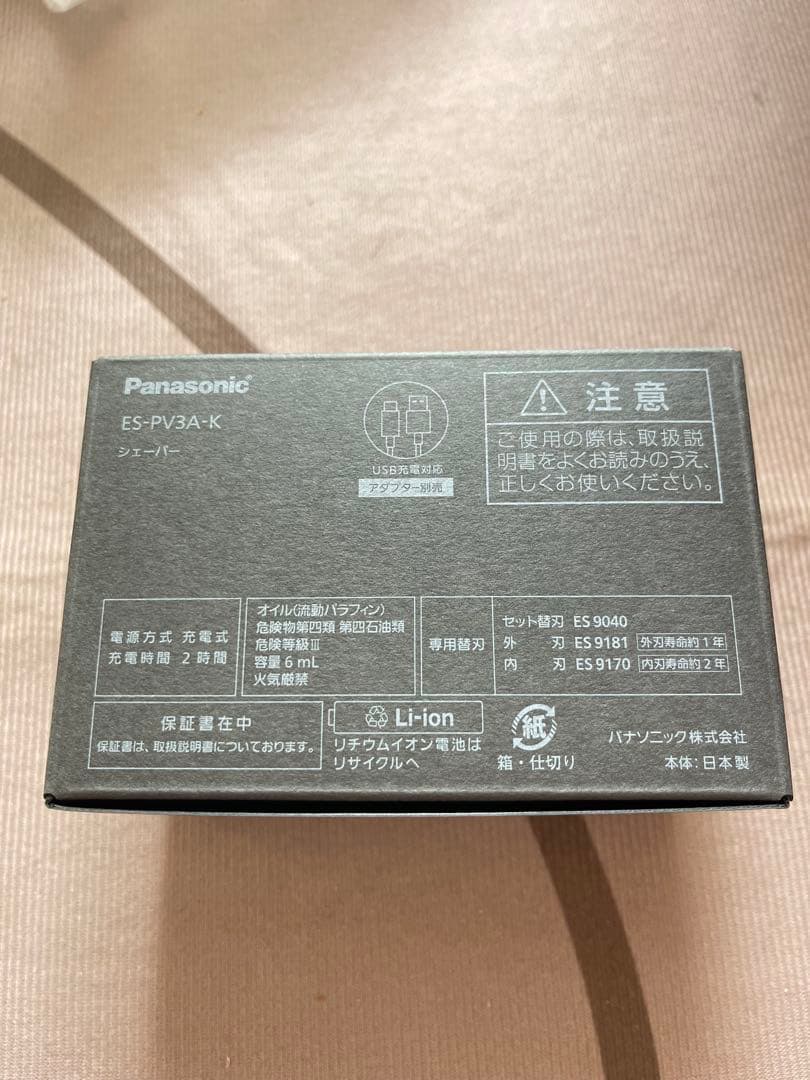 Panasonic®
ES-PV3A-K
シェーバー
USB充電対応
アダプター別売
注意
ご使用の際は、取扱説
明書をよくお読みのうえ、
正しくお使いください。
電源方式 充電式
充電時間 2時間
オイル(流動パラフィン)
危険物第四類 第四石油類
危険等級Ⅲ
容量6mL
火気厳禁
専用替刃
セット替刃 ES9040
外 刃 ES9181 外刃寿命約1年
内 刃 ES9170 内刃寿命約2年
保証書在中
保証書は、取扱説明書についております。
Li-ion
リチウムイオン電池は
リサイクルへ
紙
箱・仕切り
パナソニック株式会社
本体:日本製